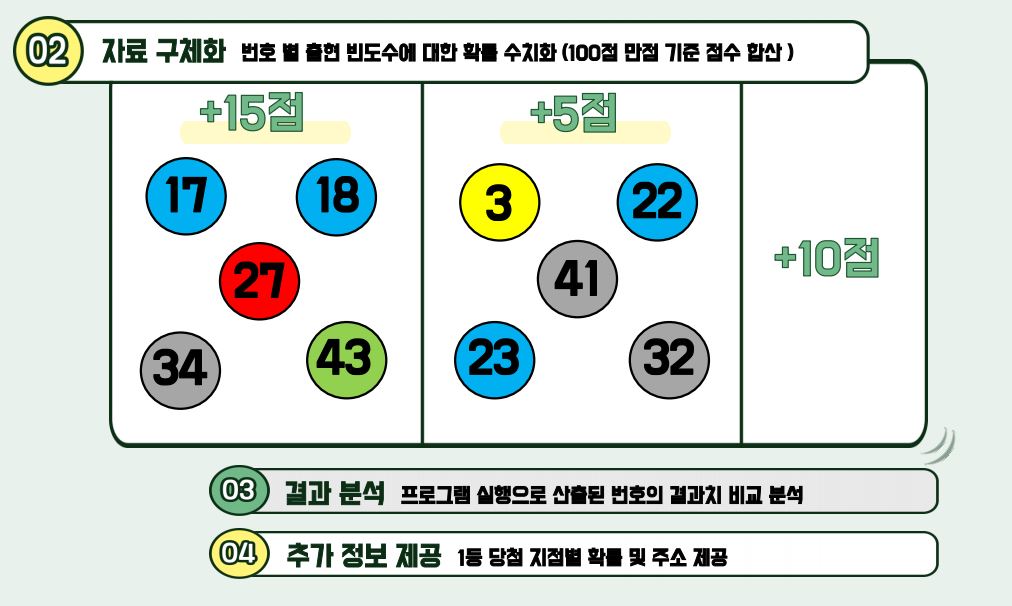 02 자료 구체화 번호 별 출현 빈도수에 대한 확률 수치화 (100점 만점 기준 점수 합산 )
+15점 +5점
17 18 3 22
27 41 +10점
34 43 23 32
03 결과 분석 프로그램 실행으로 산출된 번호의 결과치 비교 분석
04 추가 정보 제공 1등 당첨 지점별 확률 및 주소 제공